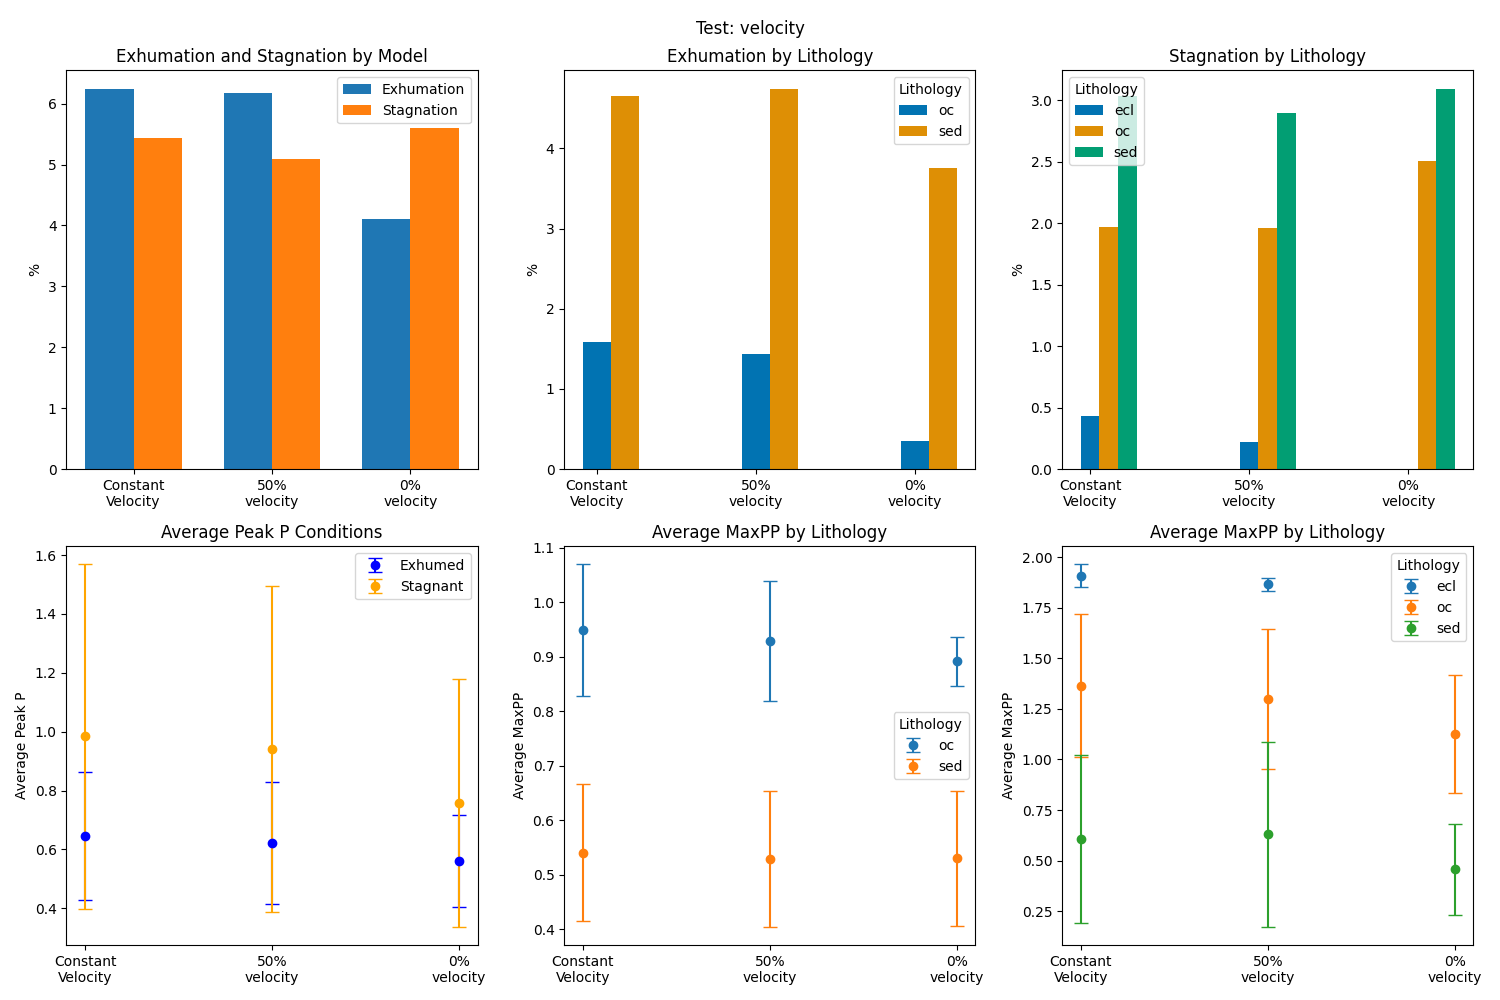 Test: velocity
Exhumation and Stagnation by Model
%
6
5
4
3
2
1
0
Exhumation
Stagnation
Constant
Velocity
50%
velocity
0%
velocity
Exhumation by Lithology
%
4
3
2
1
0
Lithology
oc
sed
Constant
Velocity
50%
velocity
0%
velocity
Stagnation by Lithology
%
3.0
2.5
2.0
1.5
1.0
0.5
0.0
Lithology
ecl
oc
sed
Constant
Velocity
50%
velocity
0%
velocity
Average Peak P Conditions
Average Peak P
1.6
1.4
1.2
1.0
0.8
0.6
0.4
Exhumed
Stagnant
Constant
Velocity
50%
velocity
0%
velocity
Average MaxPP by Lithology
Average MaxPP
1.1
1.0
0.9
0.8
0.7
0.6
0.5
0.4
Lithology
oc
sed
Constant
Velocity
50%
velocity
0%
velocity
Average MaxPP by Lithology
Average MaxPP
2.00
1.75
1.50
1.25
1.00
0.75
0.50
0.25
Lithology
ecl
oc
sed
Constant
Velocity
50%
velocity
0%
velocity